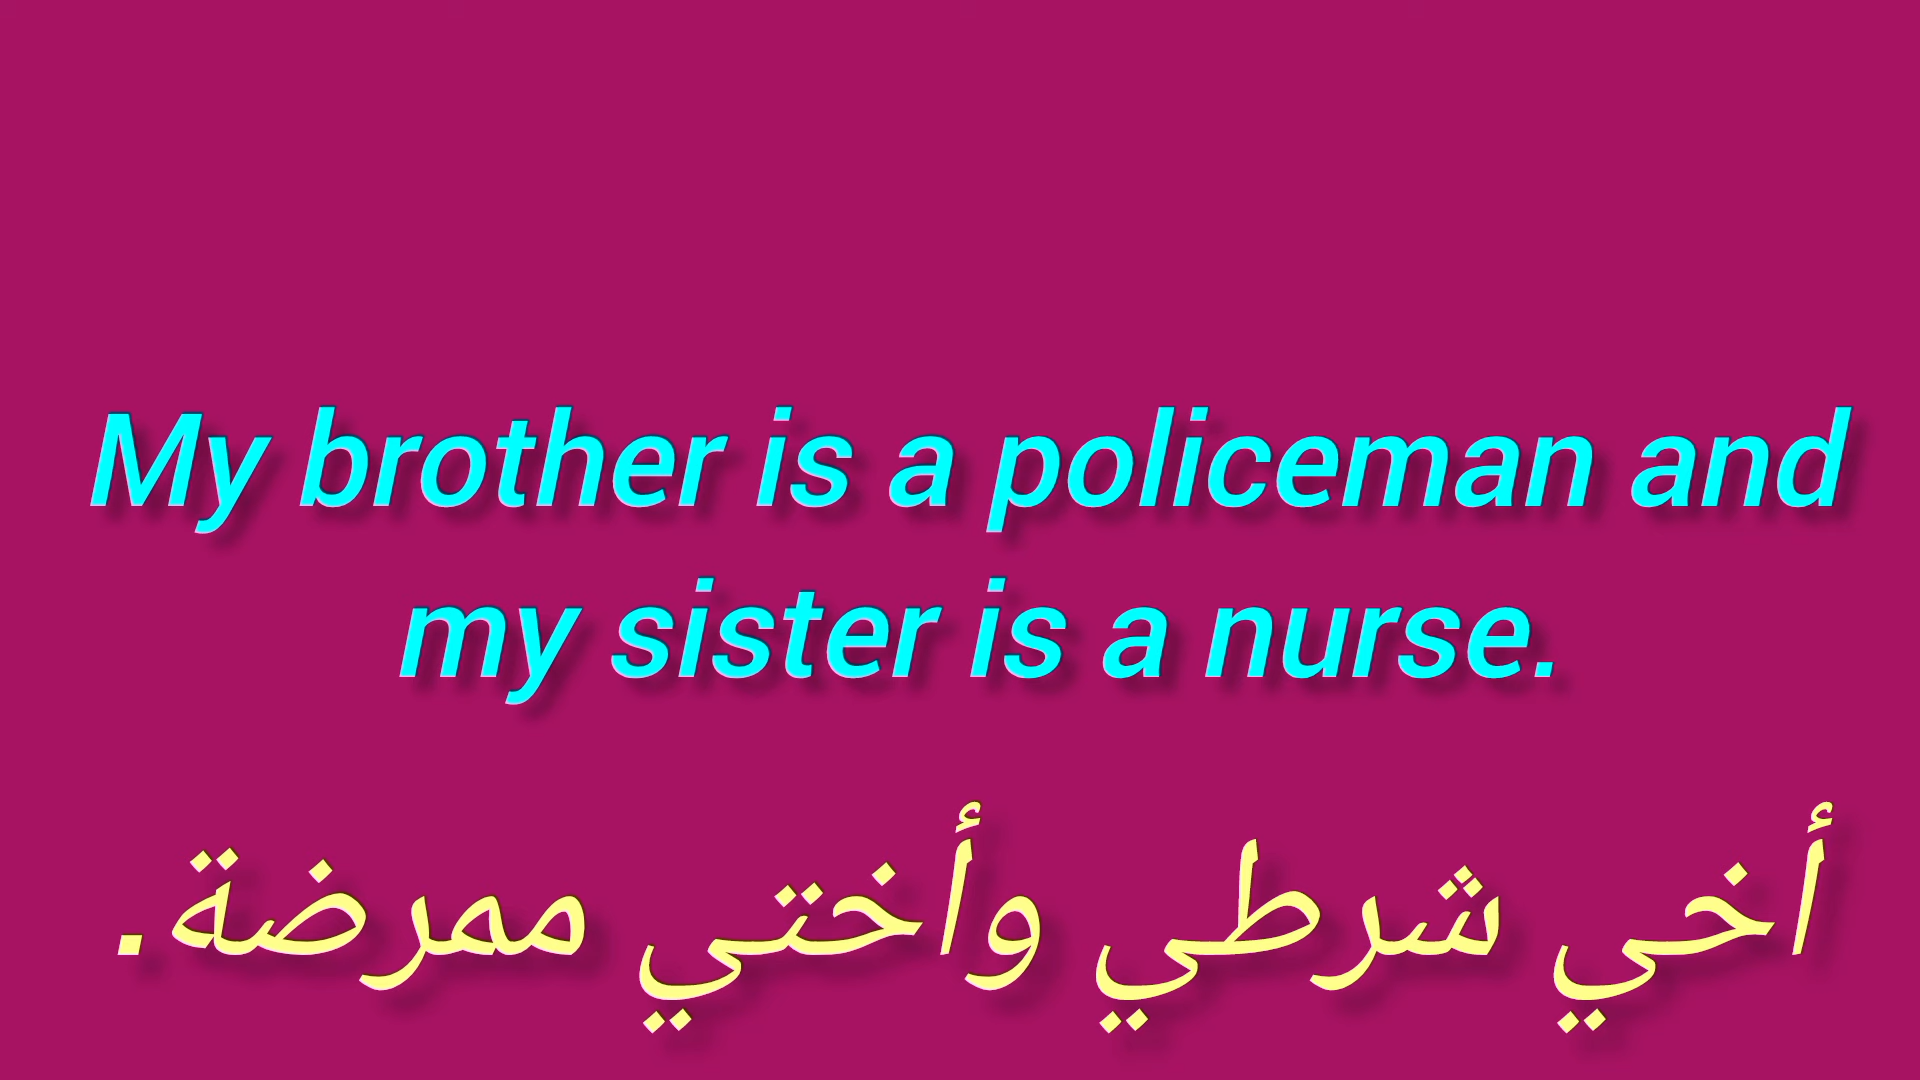 My brother is a policeman and
my sister is a nurse.
أخي شرطي وأختي ممرضة.